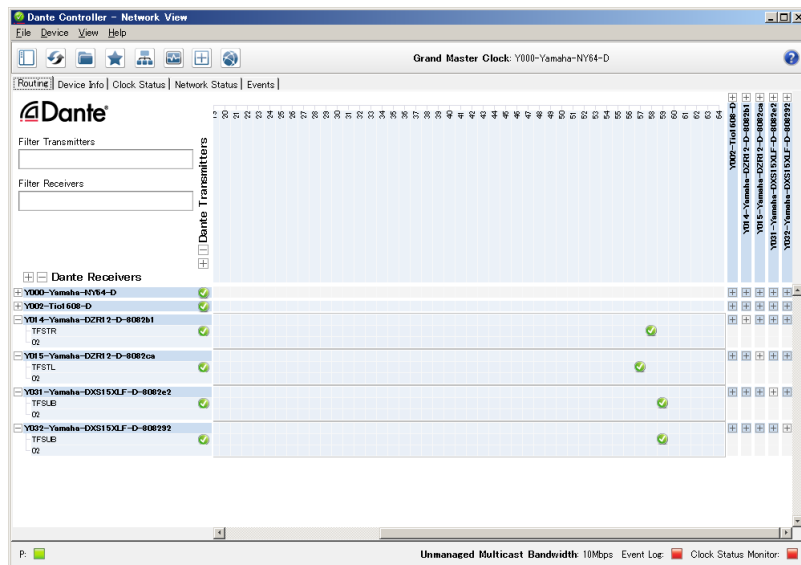 Dante Controller - Network View
File Device View Help
Grand Master Clock: Y000-Yamaha-NY64-D
Routing Device Info Clock Status Network Status Events
Dante
Filter Transmitters
Filter Receivers
Dante Transmitters
20 21 22 23 24 25 26 27 28 29 30 31 32 33 34 35 36 37 38 39 40 41 42 43 44 45 46 47 48 49 50 51 52 53 54 55 56 57 58 59 60 61 62 63 64
Y002-Tio1608-D
Y014-Yamaha-DZR12-D-8082b1
Y015-Yamaha-DZR12-D-8082ca
Y031-Yamaha-DXS15XLF-D-8082e2
Y032-Yamaha-DXS15XLF-D-808292
Dante Receivers
Y000-Yamaha-NY64-D
Y002-Tio1608-D
Y014-Yamaha-DZR12-D-8082b1
TFSTR
02
Y015-Yamaha-DZR12-D-8082ca
TFSTL
02
Y031-Yamaha-DXS15XLF-D-8082e2
TFSUB
02
Y032-Yamaha-DXS15XLF-D-808292
TFSUB
02
P: Unmanaged Multicast Bandwidth: 10Mbps Event Log: Clock Status Monitor: